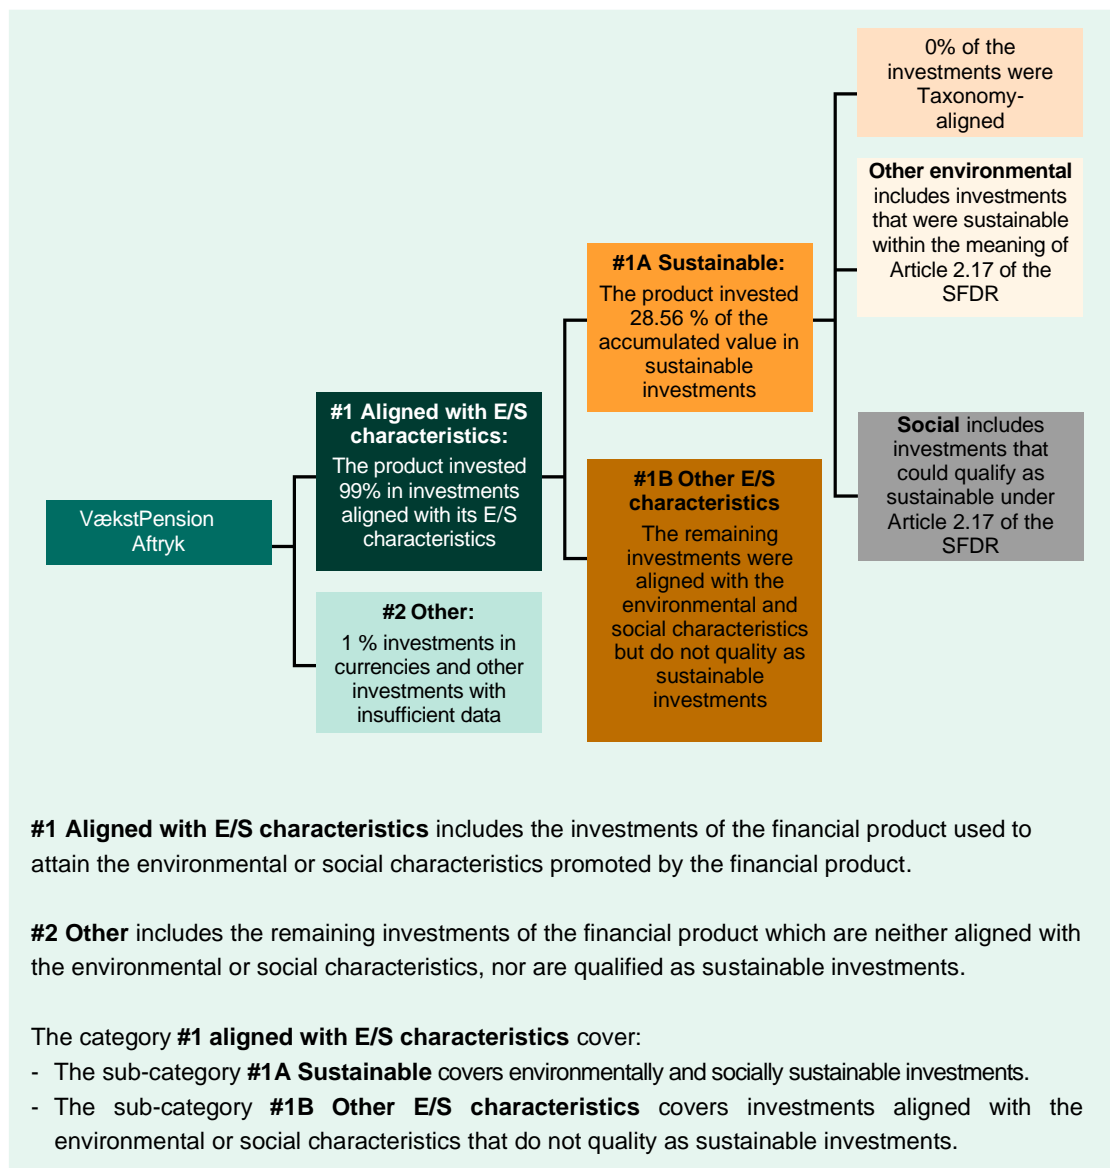 0% of the
investments were
Taxonomy-
aligned
Other environmental
includes investments
that were sustainable
within the meaning of
Article 2.17 of the
SFDR
#1A Sustainable:
The product invested
28.56 % of the
accumulated value in
sustainable
investments
#1 Aligned with E/S
characteristics:
The product invested
99% in investments
aligned with its E/S
characteristics
Social includes
investments that
could qualify as
sustainable under
Article 2.17 of the
SFDR
#1B Other E/S
characteristics
The remaining
investments were
aligned with the
environmental and
social characteristics
but do not quality as
sustainable
investments
VækstPension
Aftryk
#2 Other:
1 % investments in
currencies and other
investments with
insufficient data
#1 Aligned with E/S characteristics includes the investments of the financial product used to
attain the environmental or social characteristics promoted by the financial product.
#2 Other includes the remaining investments of the financial product which are neither aligned with
the environmental or social characteristics, nor are qualified as sustainable investments.
The category #1 aligned with E/S characteristics cover:
- The sub-category #1A Sustainable covers environmentally and socially sustainable investments.
- The sub-category #1B Other E/S characteristics covers investments aligned with the
environmental or social characteristics that do not quality as sustainable investments.